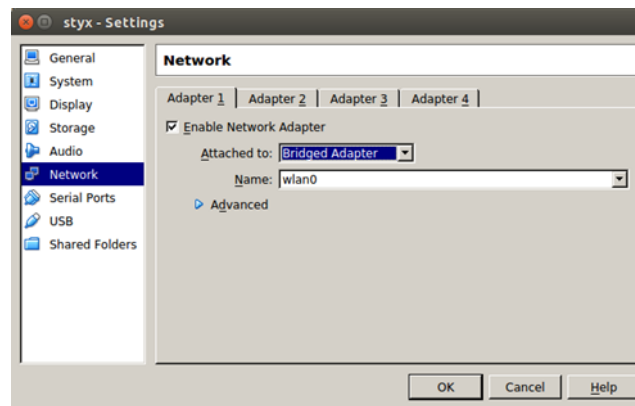 styx - Settings
General
System
Display
Storage
Audio
Network
Serial Ports
USB
Shared Folders
Network
Adapter 1 Adapter 2 Adapter 3 Adapter 4
Enable Network Adapter
Attached to: Bridged Adapter
Name: wlan0
Advanced
OK Cancel Help